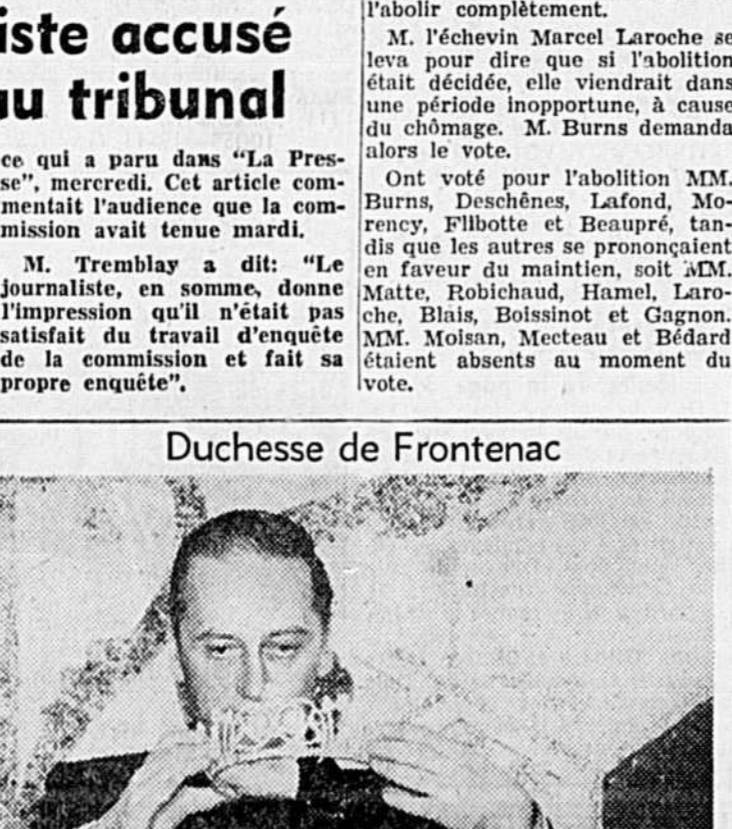 iste accusé
au tribunal
ce qui a paru dans "La Pres-
se", mercredi. Cet article com-
mentait l'audience que la com-
mission avait tenue mardi.
M. Tremblay a dit: "Le
journaliste, en somme, donne
l'impression qu'il n'était pas
satisfait du travail d'enquête
de la commission et fait sa
propre enquête".
l'abolir complètement.
M. l'échevin Marcel Laroche se
leva pour dire que si l'abolition
était décidée, elle viendrait dans
une période inopportune, à cause
du chômage. M. Burns demanda
alors le vote.
Ont voté pour l'abolition MM.
Burns, Deschênes, Lafond, Mo-
rency, Flibotte et Beaupré, tan-
dis que les autres se prononçaient
en faveur du maintien, soit MM.
Matte, Robichaud, Hamel, Laro-
che, Blais, Boissinot et Gagnon.
MM. Moisan, Mecteau et Bédard
étaient absents au moment du
vote.
Duchesse de Frontenac